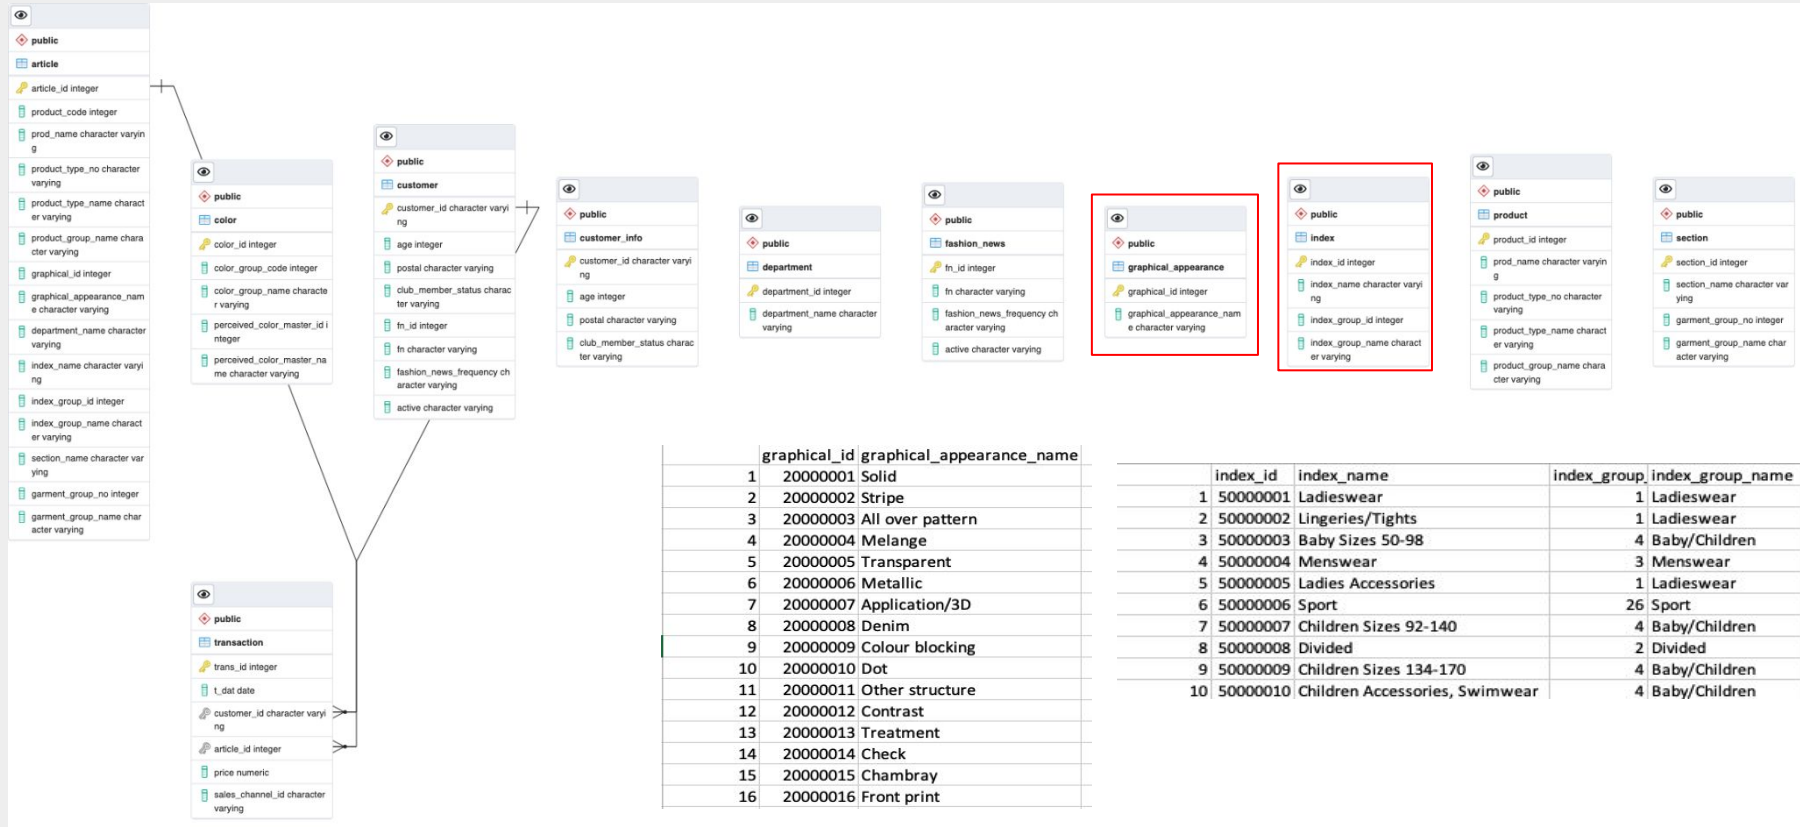 public
article
article_id integer
product_code integer
prod_name character varyin
g
product_type_no character
varying
product_type_name charact
er varying
product_group_name chara
cter varying
graphical_id integer
graphical_appearance_nam
e character varying
department_name character
varying
index_name character varyi
ng
index_group_id integer
index_group_name charact
er varying
section_name character var
ying
garment_group_no integer
garment_group_name char
acter varying
public
color
color_id integer
color_group_code integer
color_group_name characte
r varying
perceived_color_master_id i
nteger
perceived_color_master_na
me character varying
public
customer
customer_id character varyi
ng
age integer
postal character varying
club_member_status charac
ter varying
fn_id integer
fn character varying
fashion_news_frequency ch
aracter varying
active character varying
public
customer_info
customer_id character varyi
ng
age integer
postal character varying
club_member_status charac
ter varying
public
department
department_id integer
department_name character
varying
public
fashion_news
fn_id integer
fn character varying
fashion_news_frequency ch
aracter varying
active character varying
public
graphical_appearance
graphical_id integer
graphical_appearance_nam
e character varying
public
index
index_id integer
index_name character varyi
ng
index_group_id integer
index_group_name charact
er varying
public
product
product_id integer
prod_name character varyin
g
product_type_no character
varying
product_type_name charact
er varying
product_group_name chara
cter varying
public
section
section_id integer
section_name character var
ying
garment_group_no integer
garment_group_name char
acter varying
public
transaction
trans_id integer
t_dat date
customer_id character varyi
ng
article_id integer
price numeric
sales_channel_id character
varying
graphical_id graphical_appearance_name
1 20000001 Solid
2 20000002 Stripe
3 20000003 All over pattern
4 20000004 Melange
5 20000005 Transparent
6 20000006 Metallic
7 20000007 Application/3D
8 20000008 Denim
9 20000009 Colour blocking
10 20000010 Dot
11 20000011 Other structure
12 20000012 Contrast
13 20000013 Treatment
14 20000014 Check
15 20000015 Chambray
16 20000016 Front print
index_id index_name index_group_ index_group_name
1 50000001 Ladieswear 1 Ladieswear
2 50000002 Lingeries/Tights 1 Ladieswear
3 50000003 Baby Sizes 50-98 4 Baby/Children
4 50000004 Menswear 3 Menswear
5 50000005 Ladies Accessories 1 Ladieswear
6 50000006 Sport 26 Sport
7 50000007 Children Sizes 92-140 4 Baby/Children
8 50000008 Divided 2 Divided
9 50000009 Children Sizes 134-170 4 Baby/Children
10 50000010 Children Accessories, Swimwear 4 Baby/Children